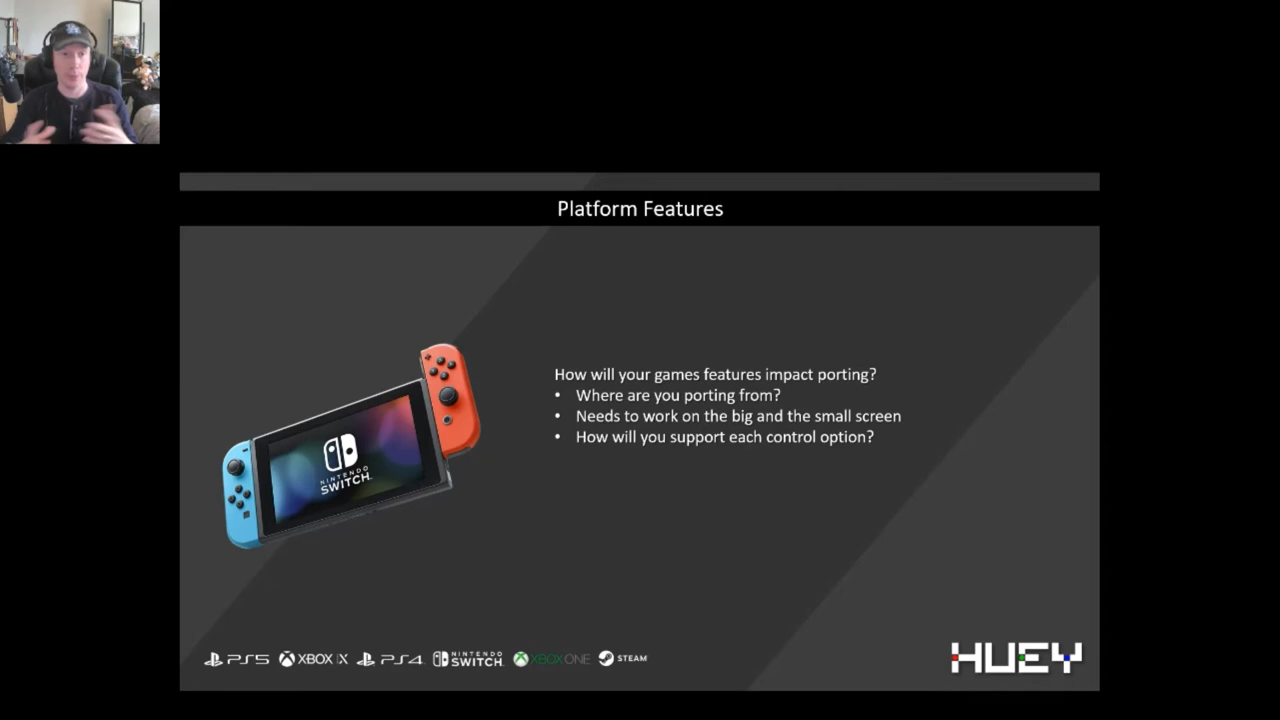 Platform Features
How will your games features impact porting?
• Where are you porting from?
• Needs to work on the big and the small screen
• How will you support each control option?
NINTENDO
SWITCH
PS5 XBOX PS4 NINTENDO SWITCH XBOX ONE STEAM
HUEY